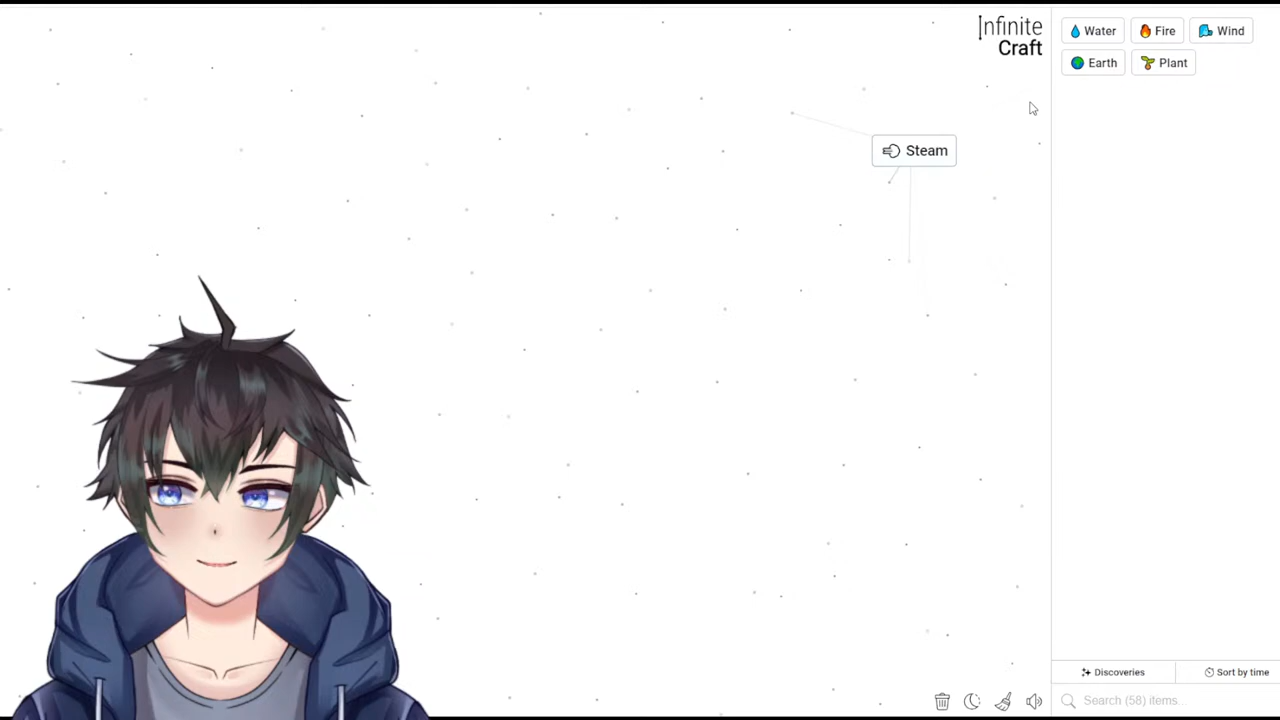 Infinite
Craft
Water
Fire
Wind
Earth
Plant
Steam
Discoveries
Sort by time
Search (58) items...